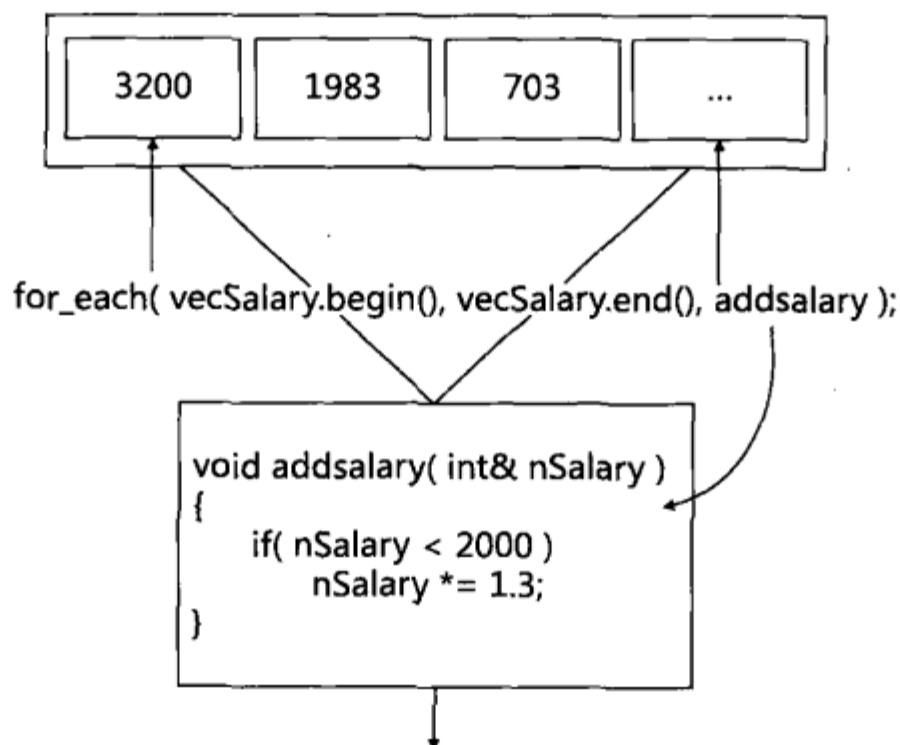 3200 1983 703 ...
for_each( vecSalary.begin(), vecSalary.end(), addsalary );
void addsalary( int& nSalary )
{
if( nSalary < 2000 )
nSalary *= 1.3;
}